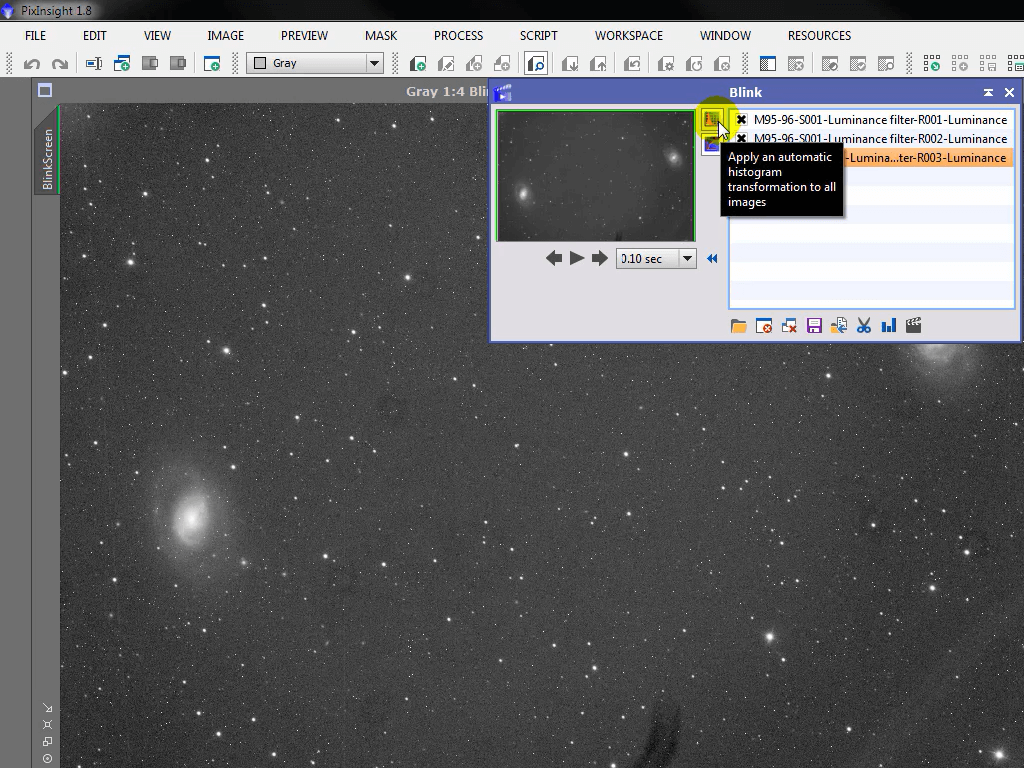 PixInsight 1.8
FILE EDIT VIEW IMAGE PREVIEW MASK PROCESS SCRIPT WORKSPACE WINDOW RESOURCES
Gray
Gray 1:4 Bli
Blink
BlinkScreen
M95-96-S001-Luminance filter-R001-Luminance
M95-96-S001-Luminance filter-R002-Luminance
-Lumina...ter-R003-Luminance
Apply an automatic
histogram
transformation to all
images
0.10 sec